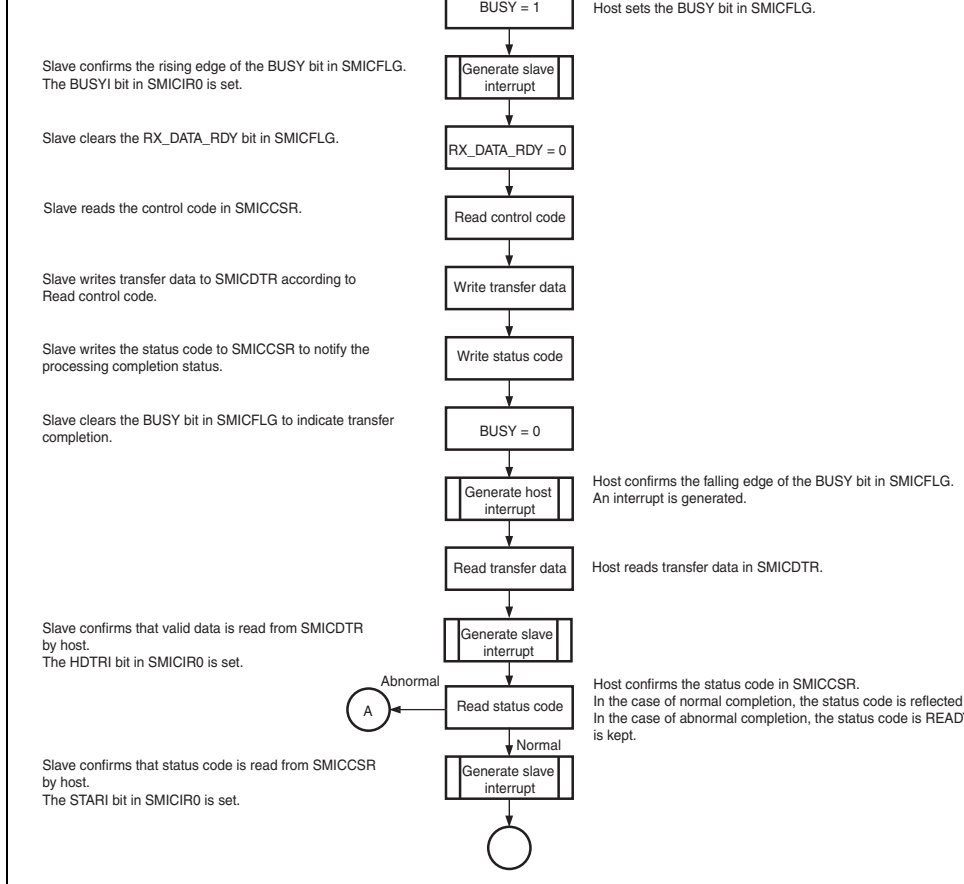 BUSY = 1
Host sets the BUSY bit in SMICFLG.
Slave confirms the rising edge of the BUSY bit in SMICFLG.
The BUSYI bit in SMICIR0 is set.
Generate slave
interrupt
Slave clears the RX_DATA_RDY bit in SMICFLG.
RX_DATA_RDY = 0
Slave reads the control code in SMICCSR.
Read control code
Slave writes transfer data to SMICDTR according to
Read control code.
Write transfer data
Slave writes the status code to SMICCSR to notify the
processing completion status.
Write status code
Slave clears the BUSY bit in SMICFLG to indicate transfer
completion.
BUSY = 0
Generate host
interrupt
Host confirms the falling edge of the BUSY bit in SMICFLG.
An interrupt is generated.
Read transfer data
Host reads transfer data in SMICDTR.
Slave confirms that valid data is read from SMICDTR
by host.
The HDTRI bit in SMICIR0 is set.
Generate slave
interrupt
Abnormal
A
Read status code
Host confirms the status code in SMICCSR.
In the case of normal completion, the status code is reflected
In the case of abnormal completion, the status code is
is kept.
Normal
Slave confirms that status code is read from SMICCSR
by host.
The STARI bit in SMICIR0 is set.
Generate slave
interrupt